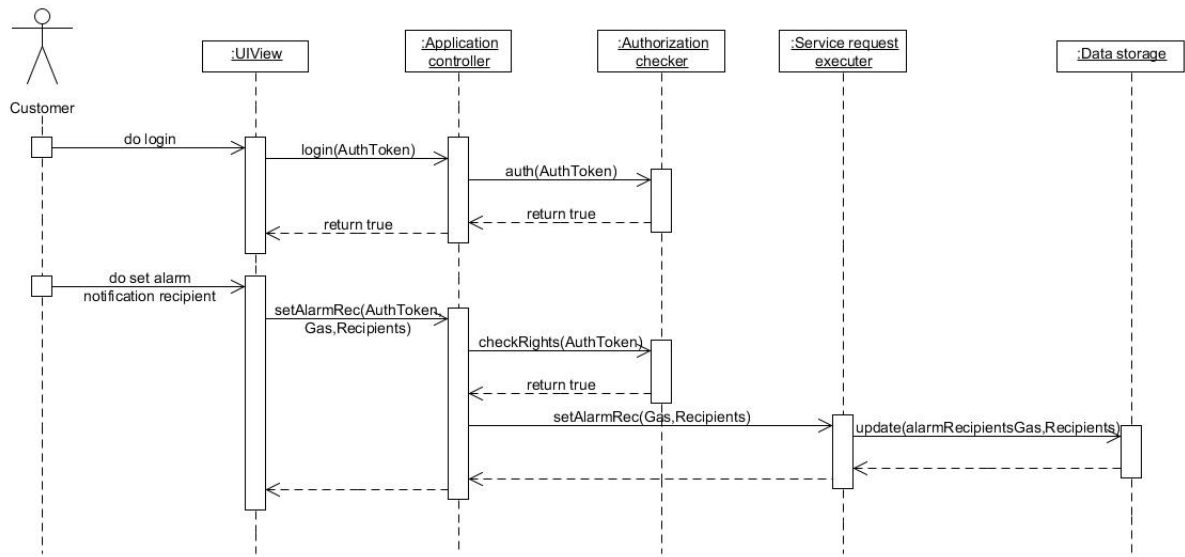 :UIView
:Application
controller
:Authorization
checker
:Service request
executer
:Data storage
Customer
do login
login(AuthToken)
auth(AuthToken)
return true
return true
do set alarm
notification recipient
setAlarmRec(AuthToken,
Gas,Recipients)
checkRights(AuthToken)
return true
setAlarmRec(Gas,Recipients)
update(alarmRecipientsGas,Recipients)